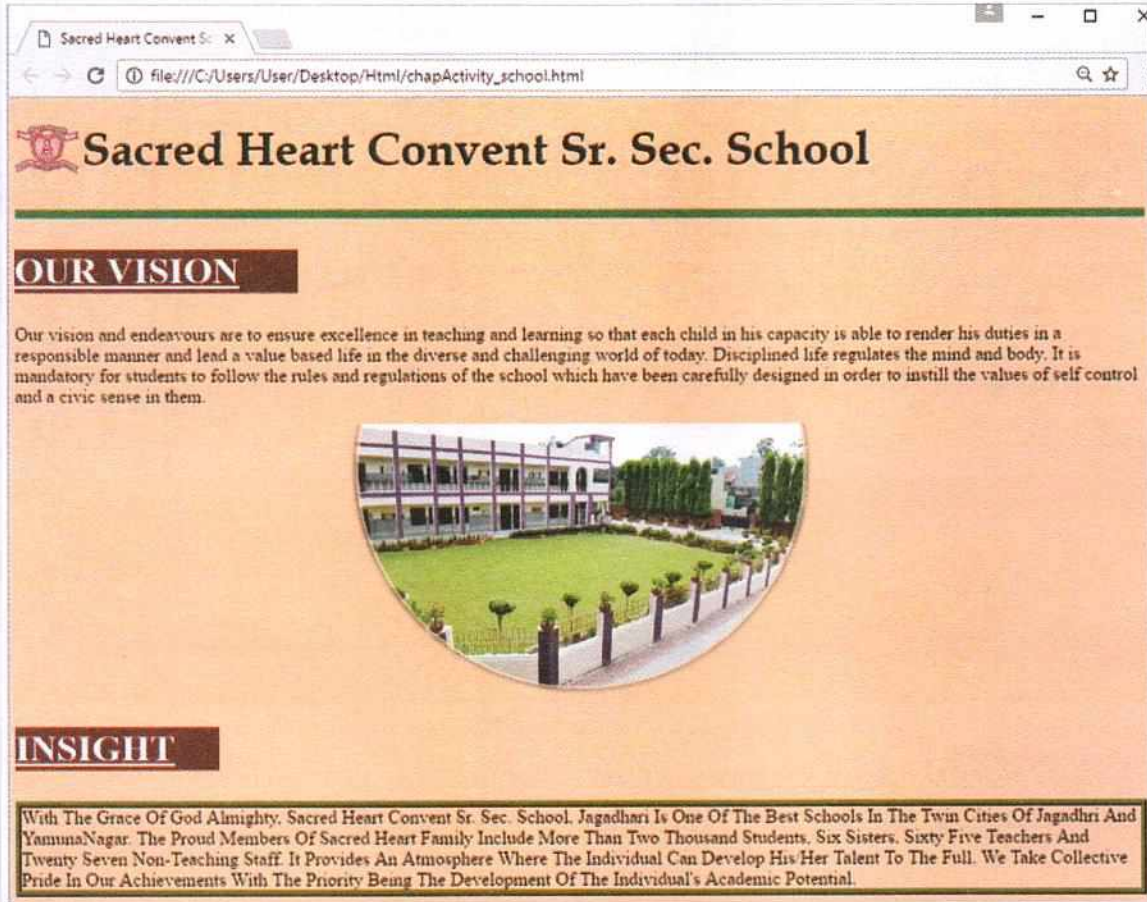 Sacred Heart Convent Sc
file:///C:/Users/User/Desktop/Html/chapActivity_school.html
Sacred Heart Convent Sr. Sec. School
OUR VISION
Our vision and endeavours are to ensure excellence in teaching and learning so that each child in his capacity is able to render his duties in a
responsible manner and lead a value based life in the diverse and challenging world of today. Disciplined life regulates the mind and body. It is
mandatory for students to follow the rules and regulations of the school which have been carefully designed in order to instill the values of self control
and a civic sense in them.
INSIGHT
With The Grace Of God Almighty, Sacred Heart Convent Sr. Sec. School, Jagadhari Is One Of The Best Schools In The Twin Cities Of Jagadhri And
YamunaNagar. The Proud Members Of Sacred Heart Family Include More Than Two Thousand Students, Six Sisters, Sixty Five Teachers And
Twenty Seven Non-Teaching Staff. It Provides An Atmosphere Where The Individual Can Develop His/Her Talent To The Full. We Take Collective
Pride In Our Achievements With The Priority Being The Development Of The Individual's Academic Potential.